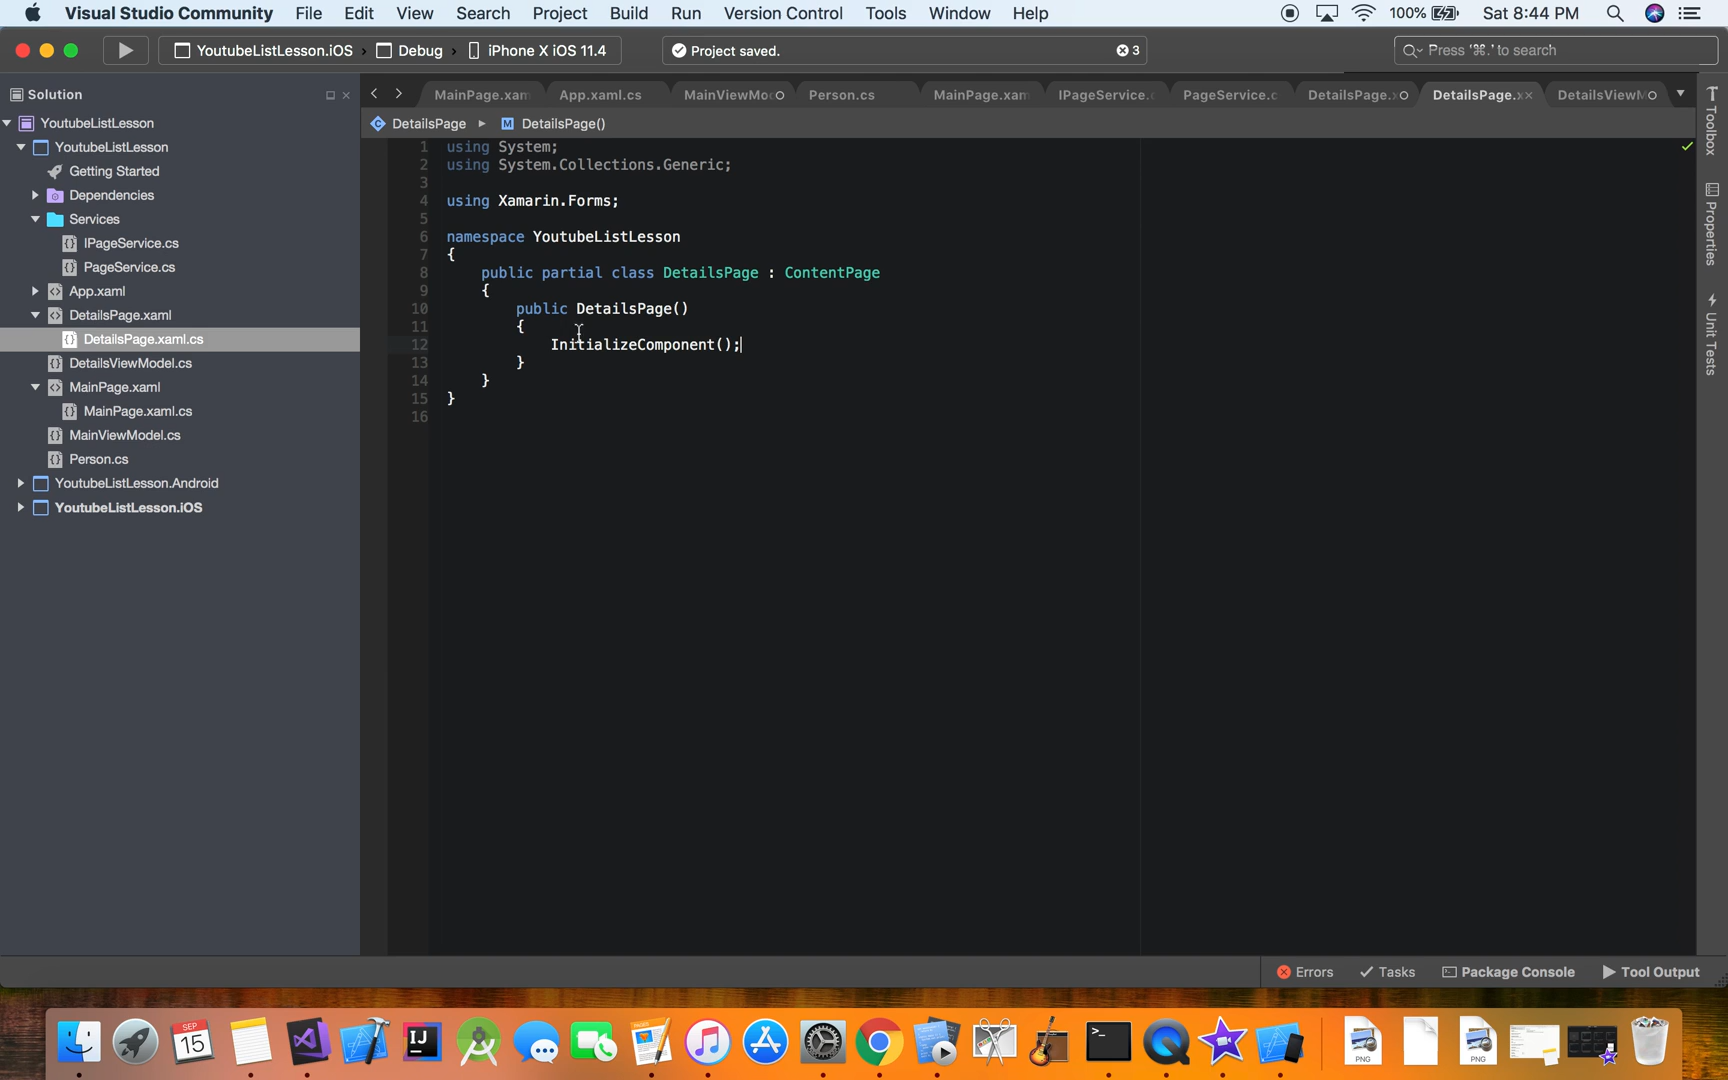 Visual Studio Community File Edit View Search Project Build Run Version Control Tools Window Help 100% Sat 8:44 PM
YoutubeListLesson.iOS › Debug › iPhone X iOS 11.4 Project saved. 3 Press '⌘.' to search
Solution
MainPage.xam App.xaml.cs MainViewMoc Person.cs MainPage.xam IPageService.c PageService.c DetailsPage.x DetailsPage.x DetailsViewM
DetailsPage DetailsPage()
YoutubeListLesson
YoutubeListLesson
Getting Started
Dependencies
Services
IPageService.cs
PageService.cs
App.xaml
DetailsPage.xaml
DetailsPage.xaml.cs
DetailsViewModel.cs
MainPage.xaml
MainPage.xaml.cs
MainViewModel.cs
Person.cs
YoutubeListLesson.Android
YoutubeListLesson.iOS
1 using System;
2 using System.Collections.Generic;
3
4 using Xamarin.Forms;
5
6 namespace YoutubeListLesson
7 {
8 public partial class DetailsPage : ContentPage
9 {
10 public DetailsPage()
11 {
12 InitializeComponent();
13 }
14 }
15 }
16
Toolbox
Properties
Unit Tests
Errors Tasks Package Console Tool Output
SEP
15
IJ
PAGES
>_
PNG
PNG